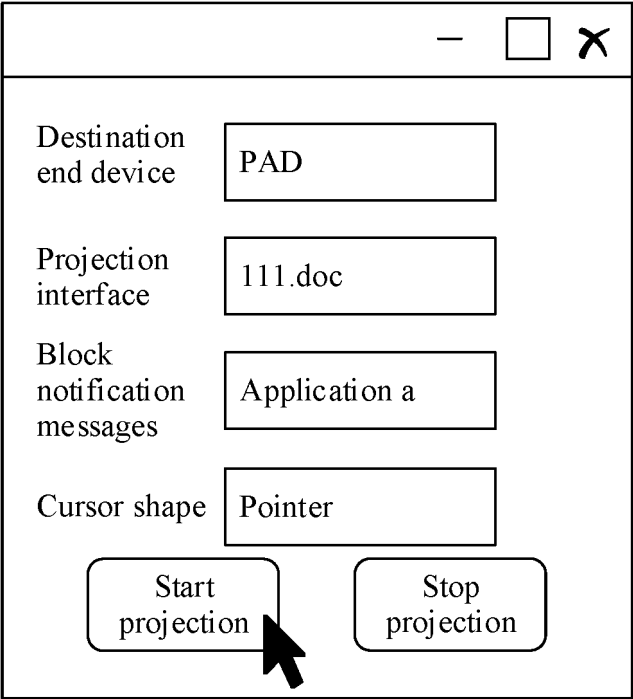 Destination
end device
PAD
Projection
interface
111.doc
Block
notification
messages
Application a
Cursor shape
Pointer
Start
projection
Stop
projection